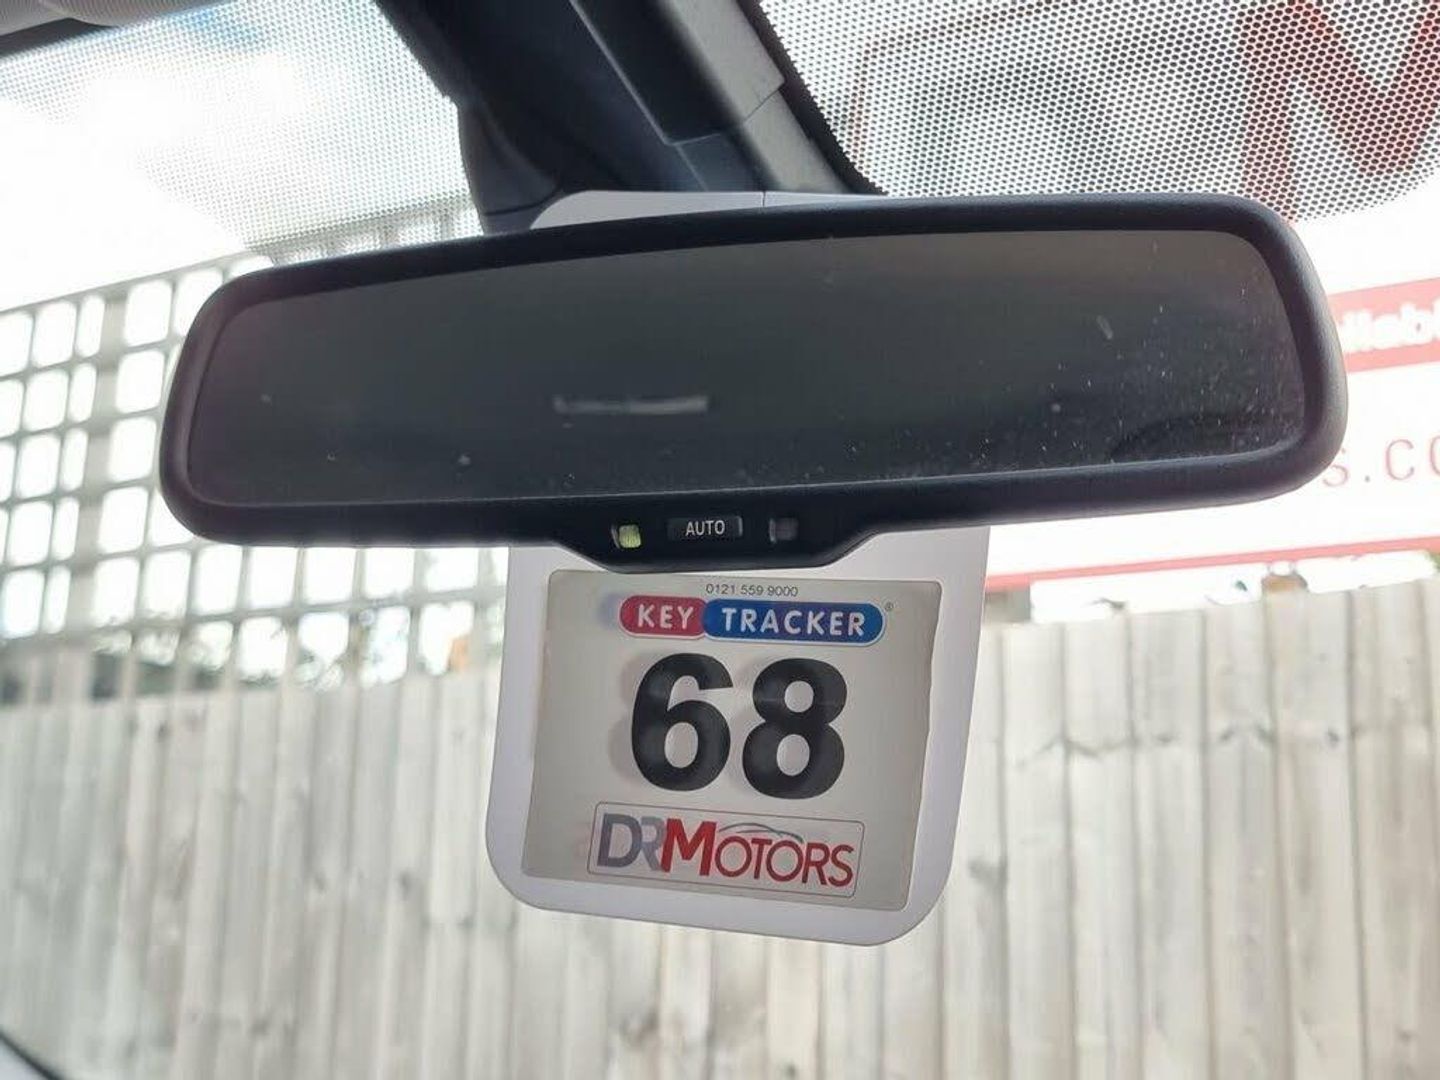 AUTO
0121 559 9000
KEY TRACKER®
68
DRMOTORS